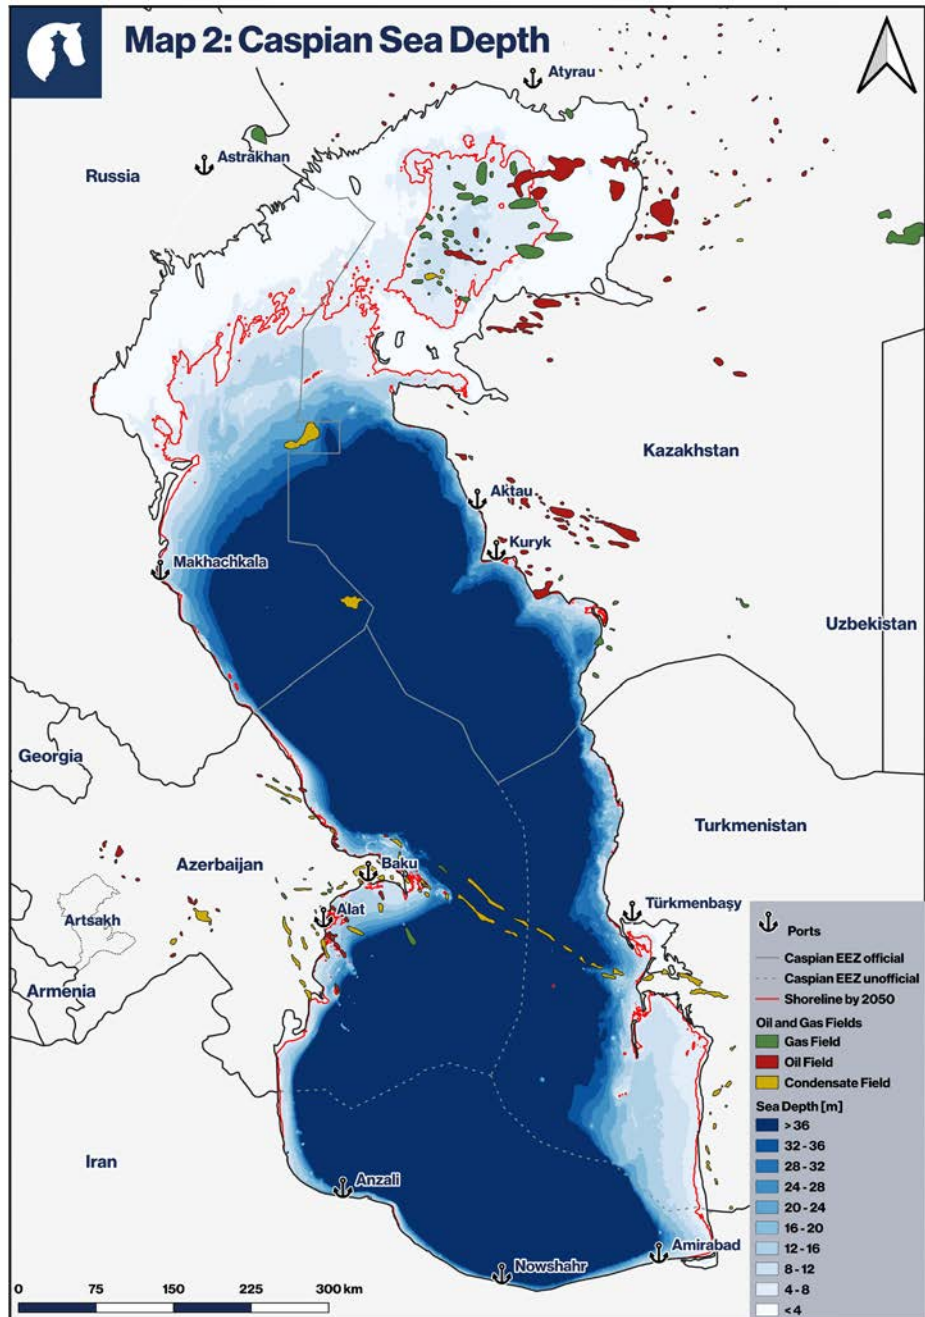 Map 2: Caspian Sea Depth
Atyrau
Astrakhan
Russia
Kazakhstan
Aktau
Kuryk
Makhachkala
Uzbekistan
Georgia
Turkmenistan
Azerbaijan
Baku
Alat
Artsakh
Türkmenbaşy
Armenia
Iran
Anzali
Amirabad
Nowshahr
Ports
Caspian EEZ official
Caspian EEZ unofficial
Shoreline by 2050
Oil and Gas Fields
Gas Field
Oil Field
Condensate Field
Sea Depth [m]
> 36
32 - 36
28 - 32
24 - 28
20 - 24
16 - 20
12 - 16
8 - 12
4 - 8
< 4
0 75 150 225 300 km